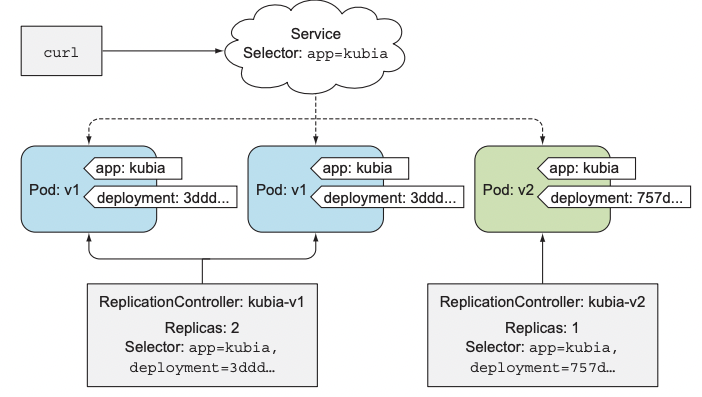 curl
Service
Selector: app=kubia
Pod: v1
app: kubia
deployment: 3ddd...
Pod: v1
app: kubia
deployment: 3ddd...
Pod: v2
app: kubia
deployment: 757d...
ReplicationController: kubia-v1
Replicas: 2
Selector: app=kubia,
deployment=3ddd…
ReplicationController: kubia-v2
Replicas: 1
Selector: app=kubia,
deployment=757d…